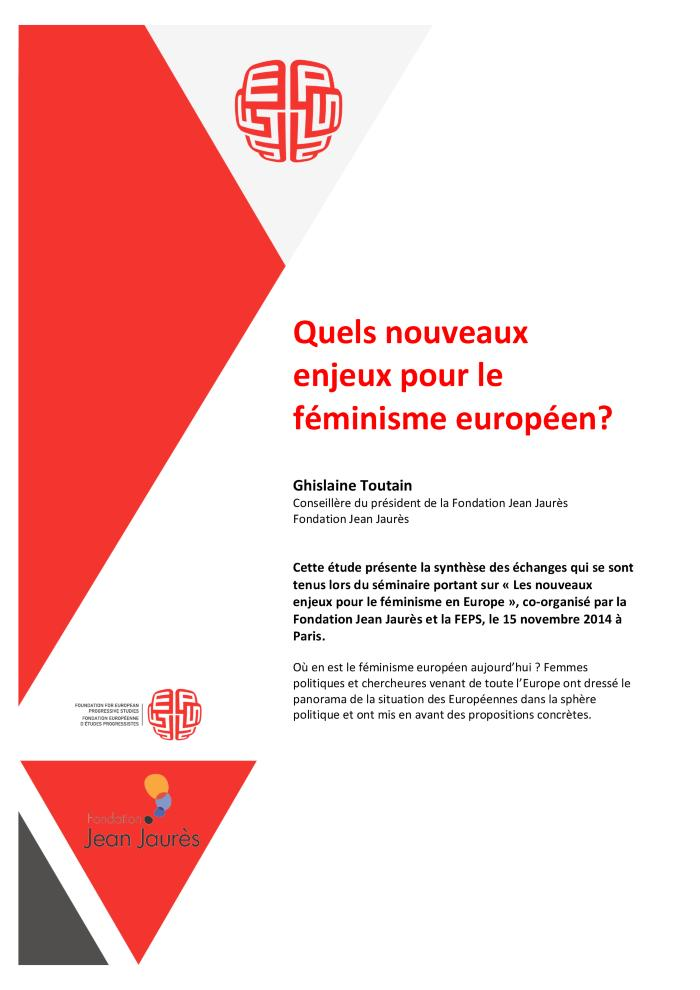 Quels nouveaux
enjeux pour le
féminisme européen?
Ghislaine Toutain
Conseillère du président de la Fondation Jean Jaurès
Fondation Jean Jaurès
Cette étude présente la synthèse des échanges qui se sont
tenus lors du séminaire portant sur « Les nouveaux
enjeux pour le féminisme en Europe », co-organisé par la
Fondation Jean Jaurès et la FEPS, le 15 novembre 2014 à
Paris.
Où en est le féminisme européen aujourd’hui ? Femmes
politiques et chercheures venant de toute l’Europe ont dressé le
panorama de la situation des Européennes dans la sphère
politique et ont mis en avant des propositions concrètes.
FOUNDATION FOR EUROPEAN
PROGRESSIVE STUDIES
FONDATION EUROPÉENNE
D'ÉTUDES PROGRESSISTES
Fondation
Jean Jaurès